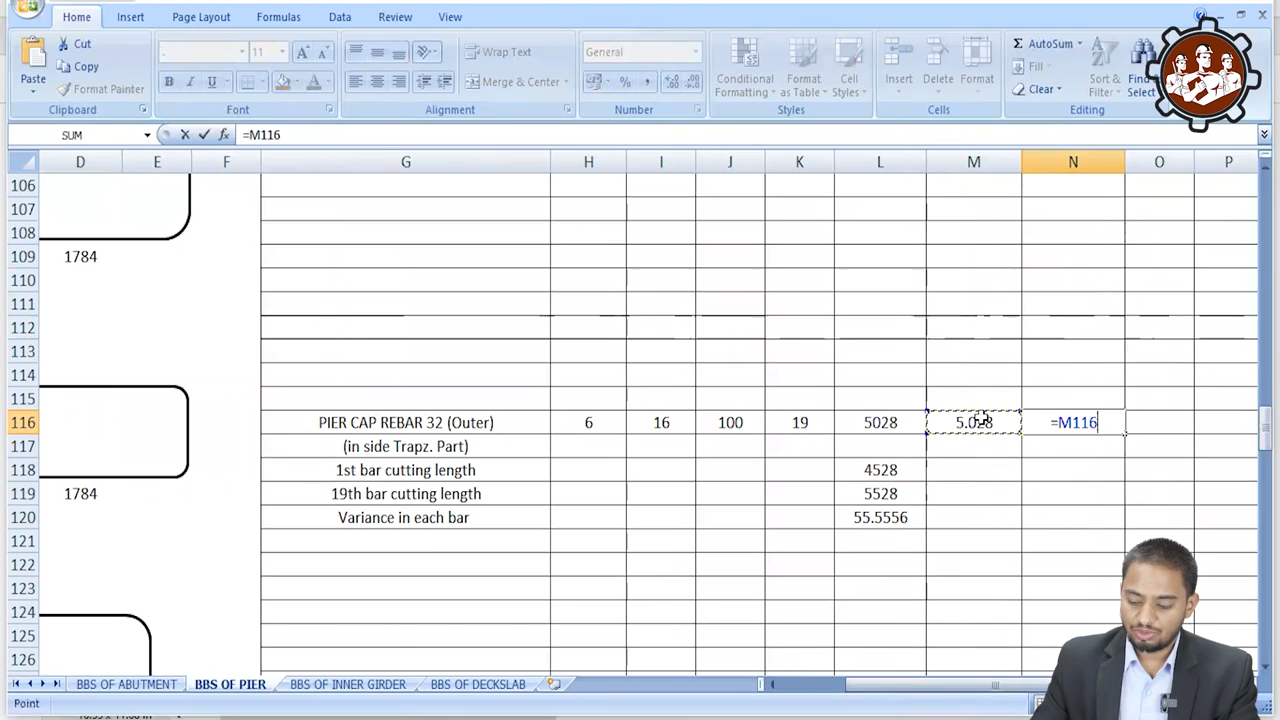 Home Insert Page Layout Formulas Data Review View
Cut
Copy
Paste Format Painter
Clipboard
11
Font
Wrap Text
Merge & Center
Alignment
General
Number
Conditional Formatting Format as Table Cell Styles
Styles
Insert Delete Format
Cells
AutoSum
Fill
Clear
Sort & Filter Find Select
Editing
SUM =M116
D E F G H I J K L M N O P
106
107
108
109 1784
110
111
112
113
114
115
116 PIER CAP REBAR 32 (Outer) 6 16 100 19 5028 =M116
117 (in side Trapz. Part)
118 1st bar cutting length 4528
119 1784 19th bar cutting length 5528
120 Variance in each bar 55.5556
121
122
123
124
125
126
BBS OF ABUTMENT BBS OF PIER BBS OF INNER GIRDER BBS OF DECKSLAB
Point